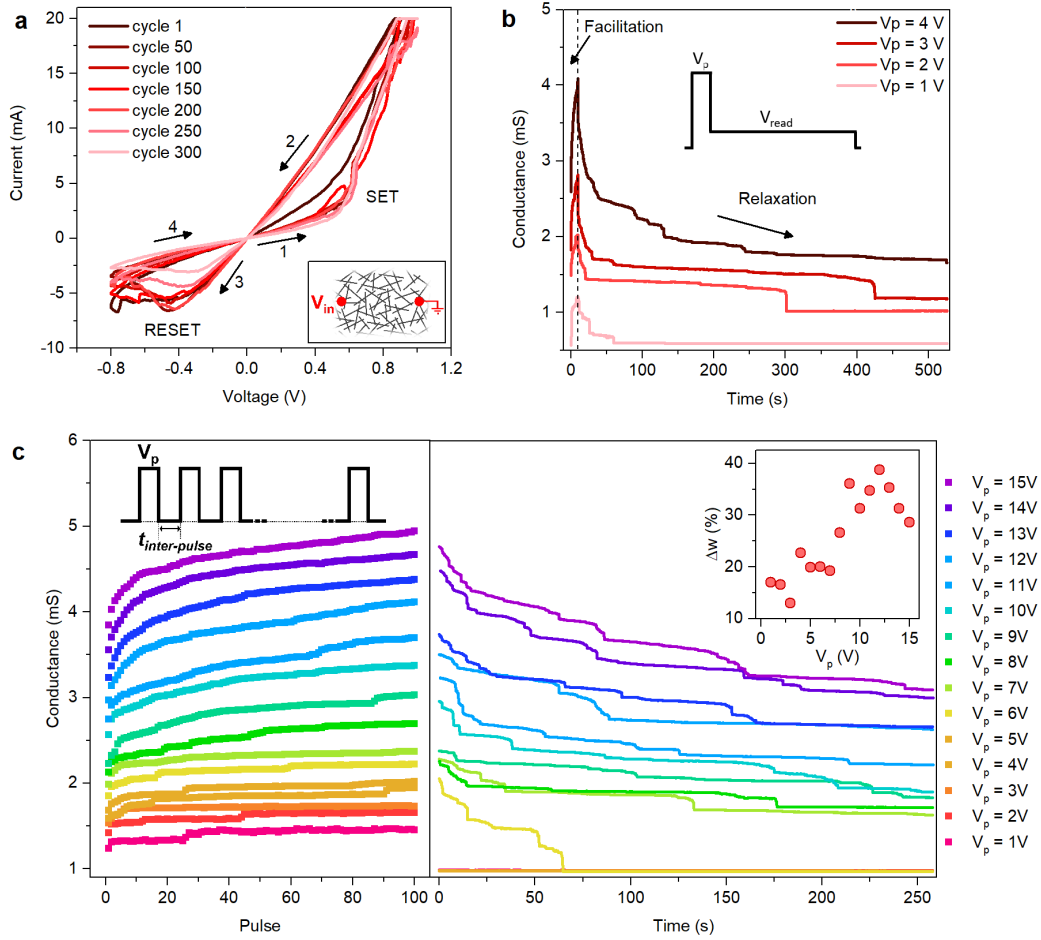 a
cycle 1
cycle 50
cycle 100
cycle 150
cycle 200
cycle 250
cycle 300
20
15
10
5
0
-5
-10
Current (mA)
2
SET
4
1
3
RESET
V_in
-0.8
-0.4
0.0
0.4
0.8
1.2
Voltage (V)
b
5
4
3
2
1
Conductance (mS)
Facilitation
Vp = 4 V
Vp = 3 V
Vp = 2 V
Vp = 1 V
V_p
V_read
Relaxation
0
100
200
300
400
500
Time (s)
c
6
5
4
3
2
1
Conductance (mS)
V_p
t_inter-pulse
0
10
20
30
40
50
60
70
80
90
100
Pulse
0
50
100
150
200
250
Time (s)
40
30
20
10
Δw (%)
0
5
10
15
V_p (V)
V_p = 15V
V_p = 14V
V_p = 13V
V_p = 12V
V_p = 11V
V_p = 10V
V_p = 9V
V_p = 8V
V_p = 7V
V_p = 6V
V_p = 5V
V_p = 4V
V_p = 3V
V_p = 2V
V_p = 1V